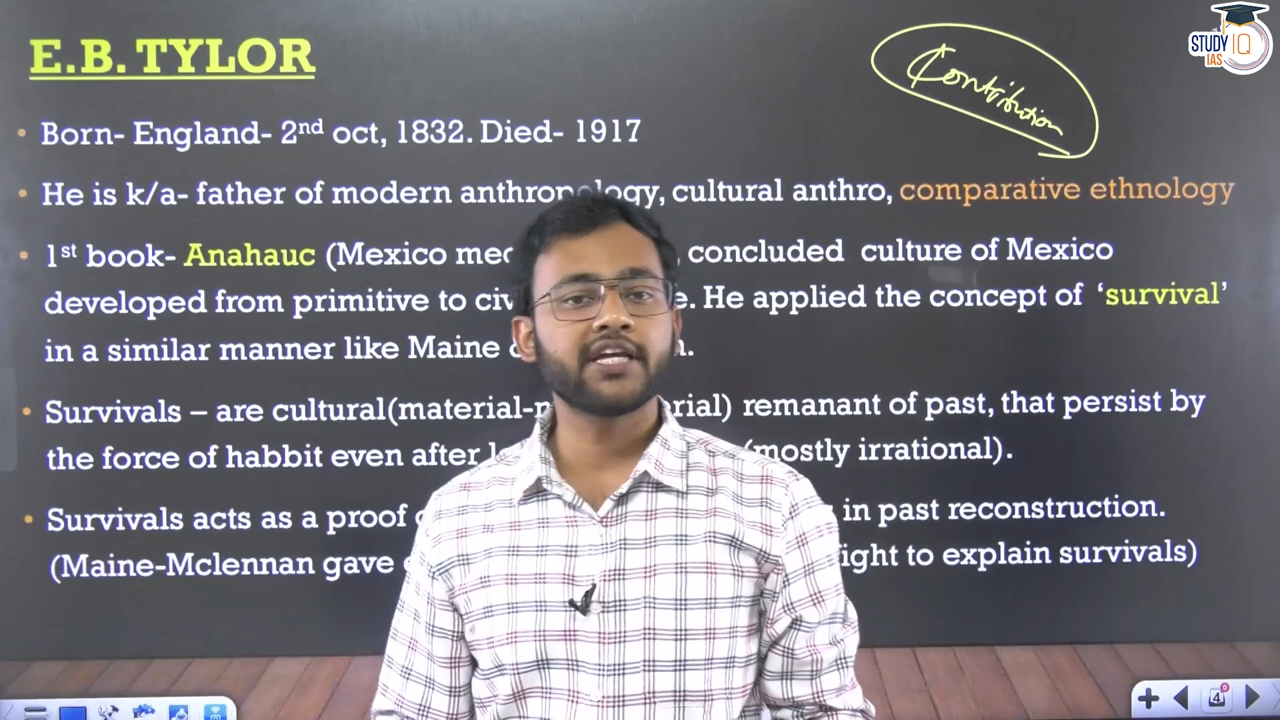 E.B. TYLOR
Contribution
STUDY IQ
IAS
• Born- England- 2nd oct, 1832. Died- 1917
• He is k/a- father of modern anthropology, cultural anthro, comparative ethnology
• 1st book- Anahauc (Mexico concluded culture of Mexico
developed from primitive to He applied the concept of ‘survival’
in a similar manner like Maine
• Survivals – are cultural(material- remanant of past, that persist by
the force of habbit even after (mostly irrational).
• Survivals acts as a proof in past reconstruction.
(Maine-Mclennan gave to explain survivals)
4